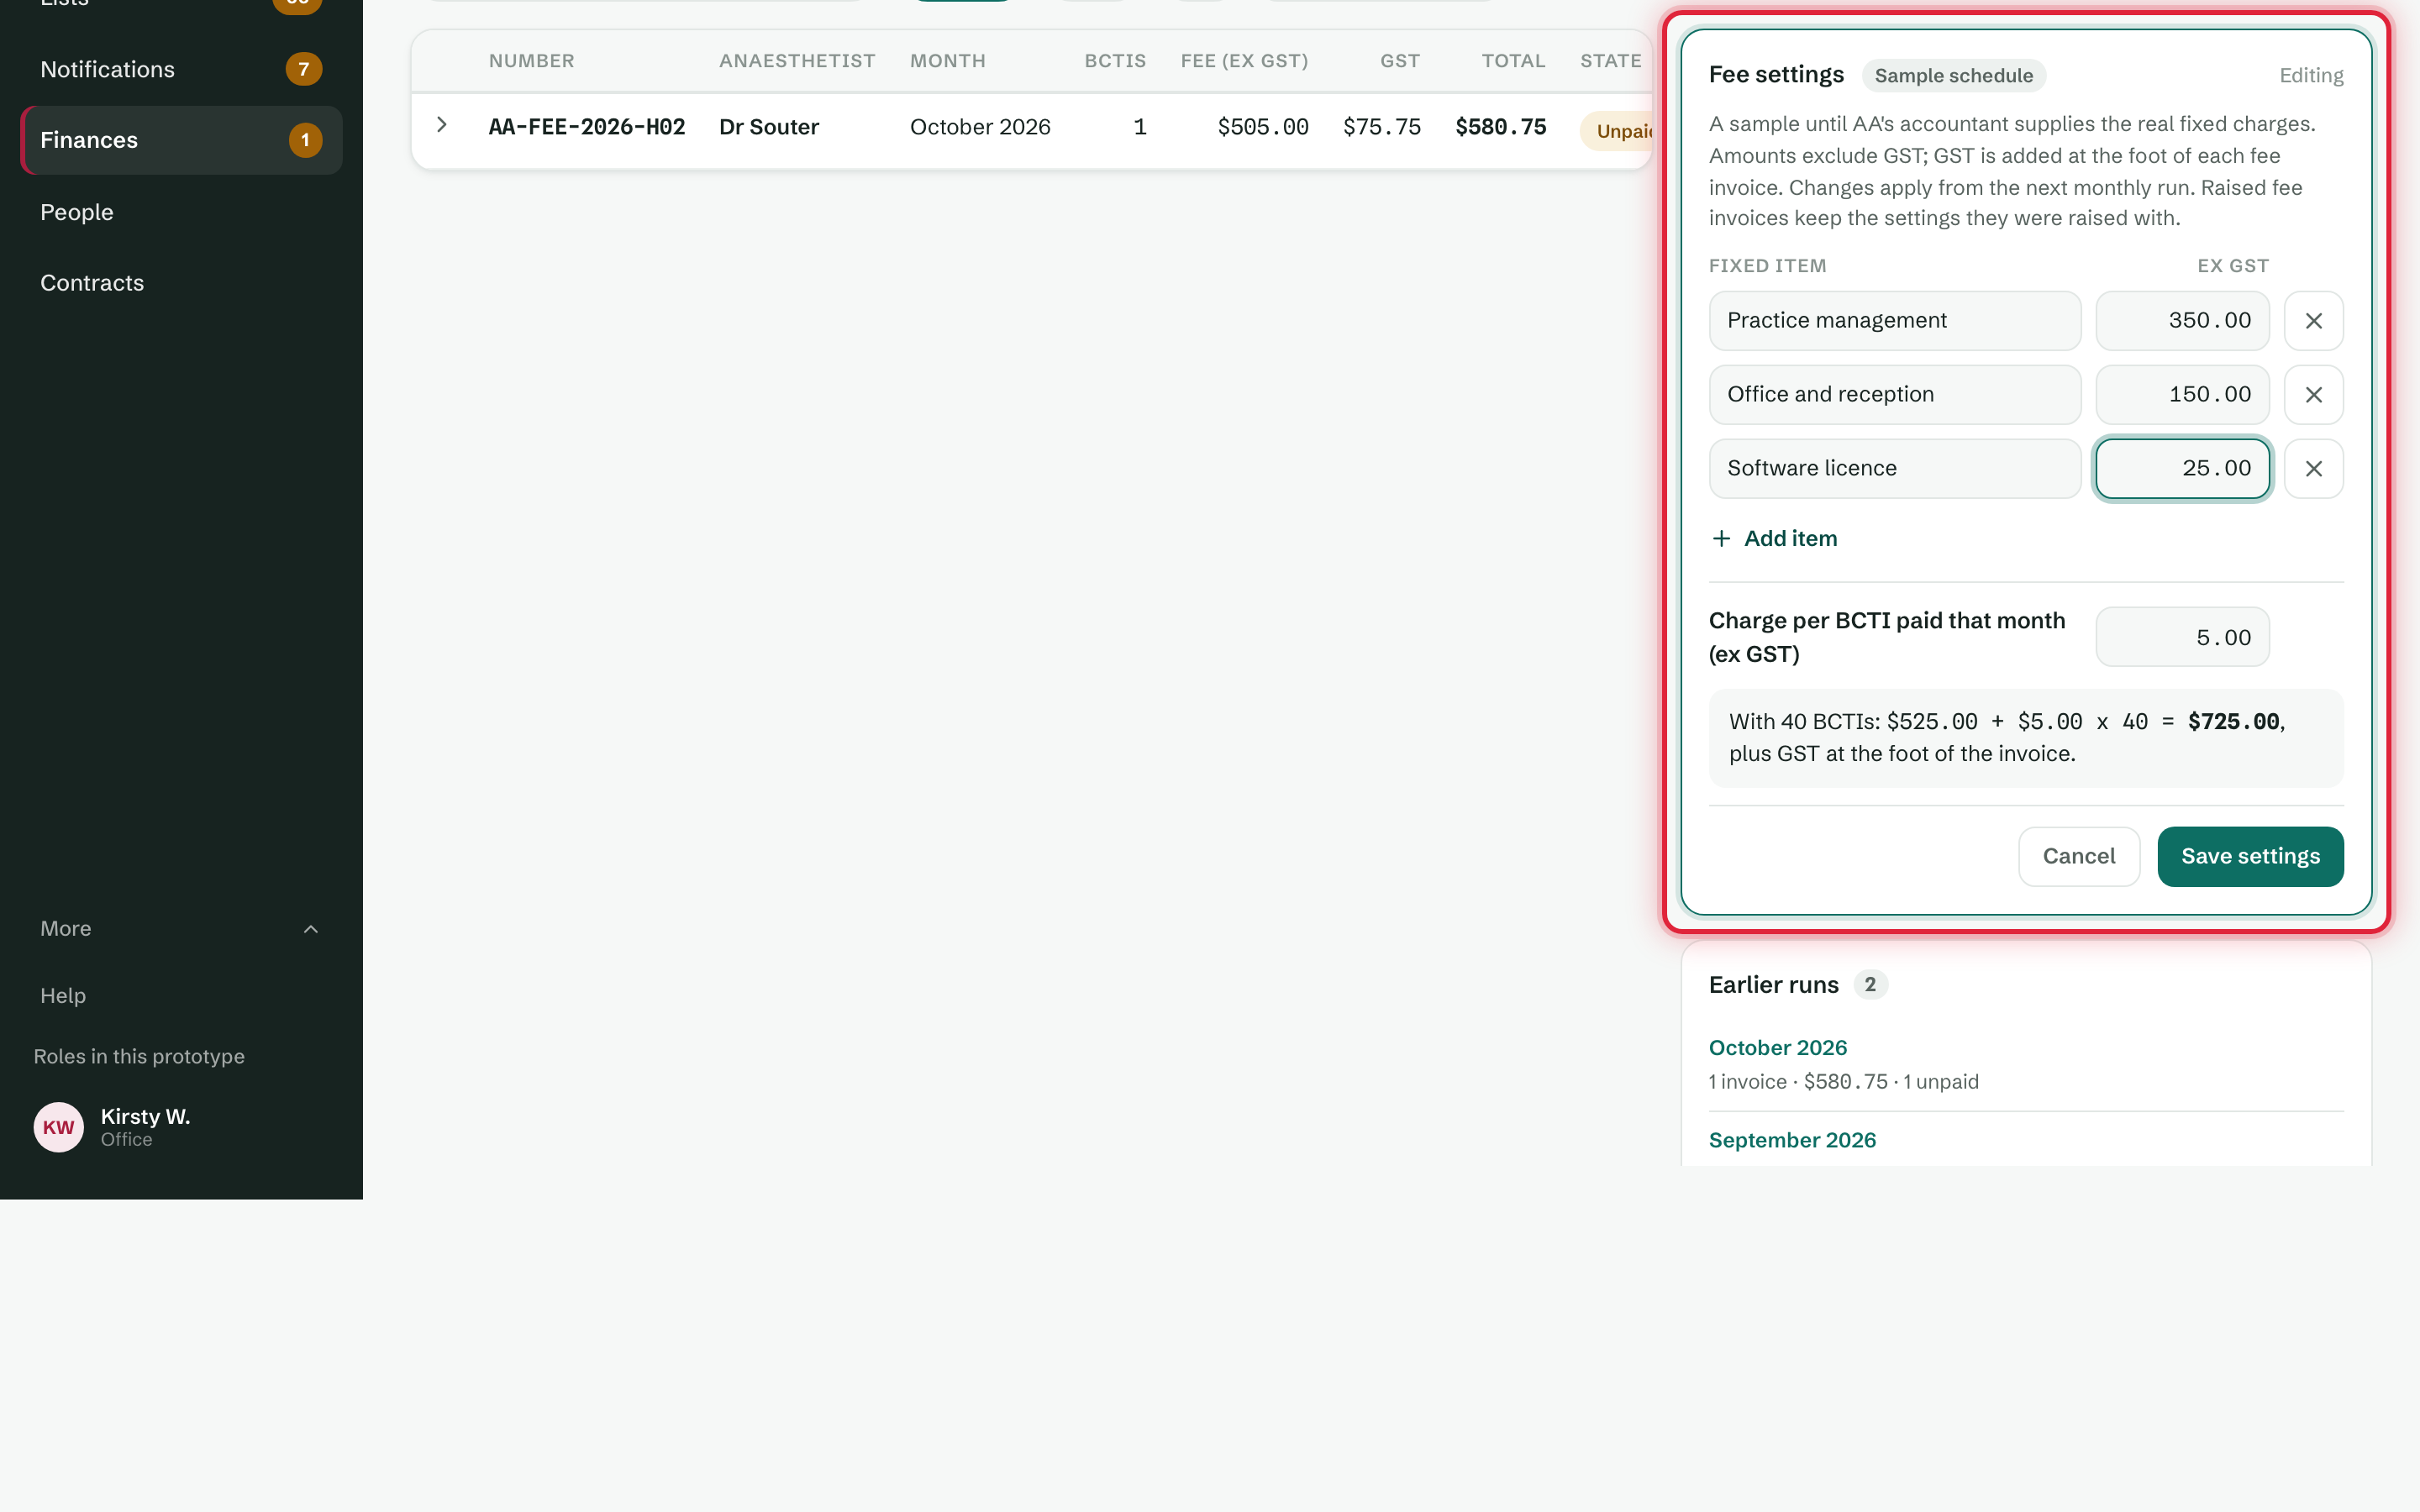 Notifications
7
Finances
1
People
Contracts
More
Help
Roles in this prototype
KW
Kirsty W.
Office
NUMBER ANAESTHETIST MONTH BCTIS FEE (EX GST) GST TOTAL STATE
AA-FEE-2026-H02 Dr Souter October 2026 1 $505.00 $75.75 $580.75
Fee settings Sample schedule Editing
A sample until AA's accountant supplies the real fixed charges.
Amounts exclude GST; GST is added at the foot of each fee
invoice. Changes apply from the next monthly run. Raised fee
invoices keep the settings they were raised with.
FIXED ITEM EX GST
Practice management 350.00
Office and reception 150.00
Software licence 25.00
+ Add item
Charge per BCTI paid that month
(ex GST)
5.00
With 40 BCTIs: $525.00 + $5.00 x 40 = $725.00,
plus GST at the foot of the invoice.
Cancel Save settings
Earlier runs 2
October 2026
1 invoice · $580.75 · 1 unpaid
September 2026